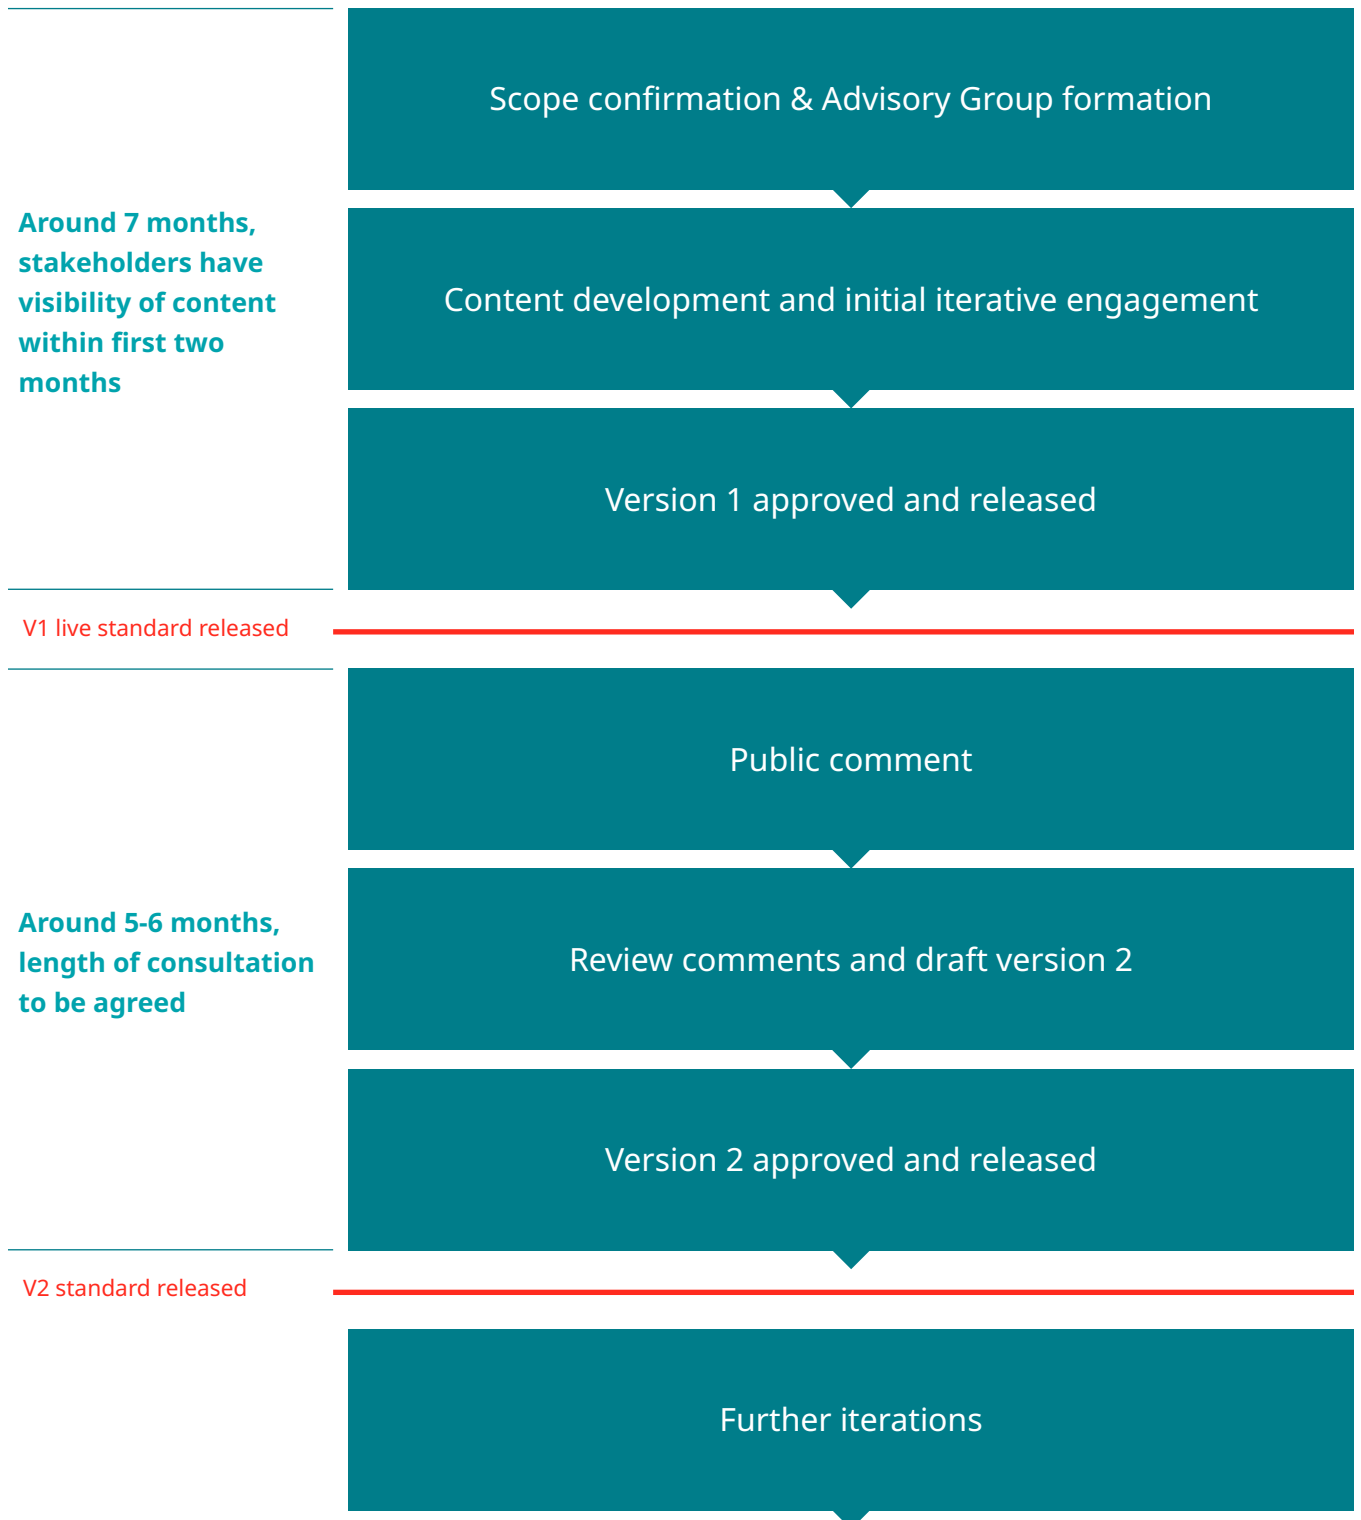 Scope confirmation & Advisory Group formation
Around 7 months,
stakeholders have
visibility of content
within first two
months
Content development and initial iterative engagement
Version 1 approved and released
V1 live standard released
Public comment
Around 5-6 months,
length of consultation
to be agreed
Review comments and draft version 2
Version 2 approved and released
V2 standard released
Further iterations